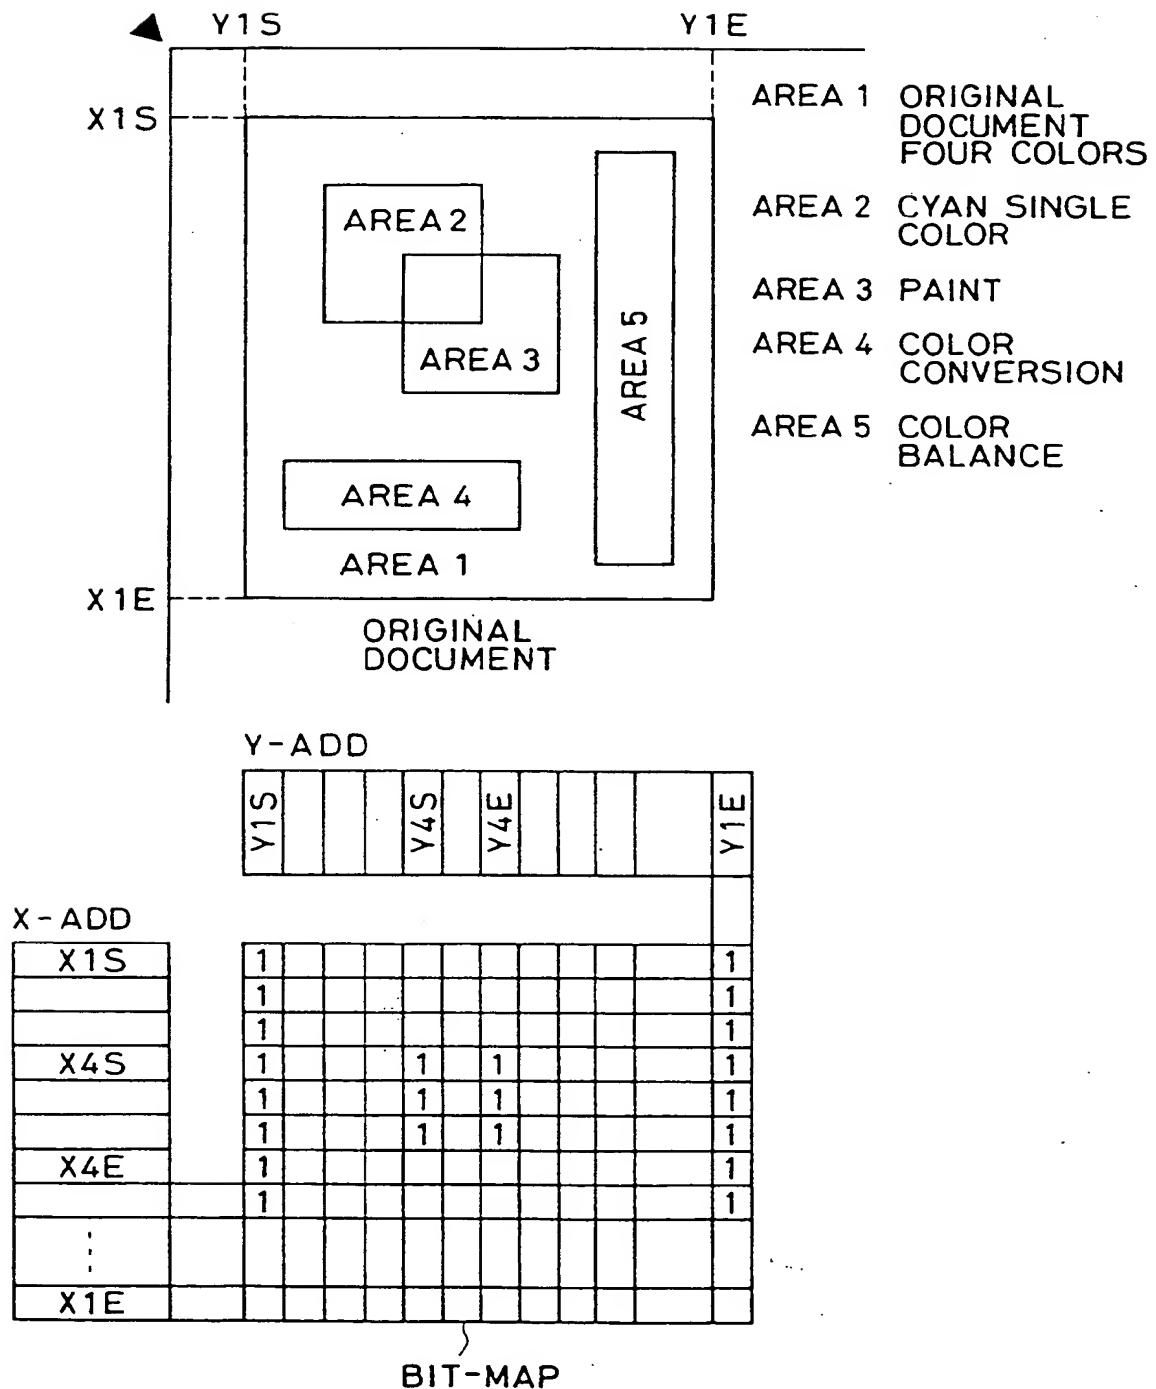 Y1S Y1E
X1S
AREA 1 ORIGINAL
DOCUMENT
FOUR COLORS
AREA 2 CYAN SINGLE
COLOR
AREA 3 PAINT
AREA 4 COLOR
CONVERSION
AREA 5 COLOR
BALANCE
AREA 2
AREA 3
AREA 5
AREA 4
AREA 1
X1E
ORIGINAL
DOCUMENT
Y-ADD
Y1S Y4S Y4E Y1E
X-ADD
X1S 1 1
1 1
1 1
X4S 1 1 1 1
1 1 1 1
1 1 1 1
X4E 1 1
1 1
X1E
BIT-MAP